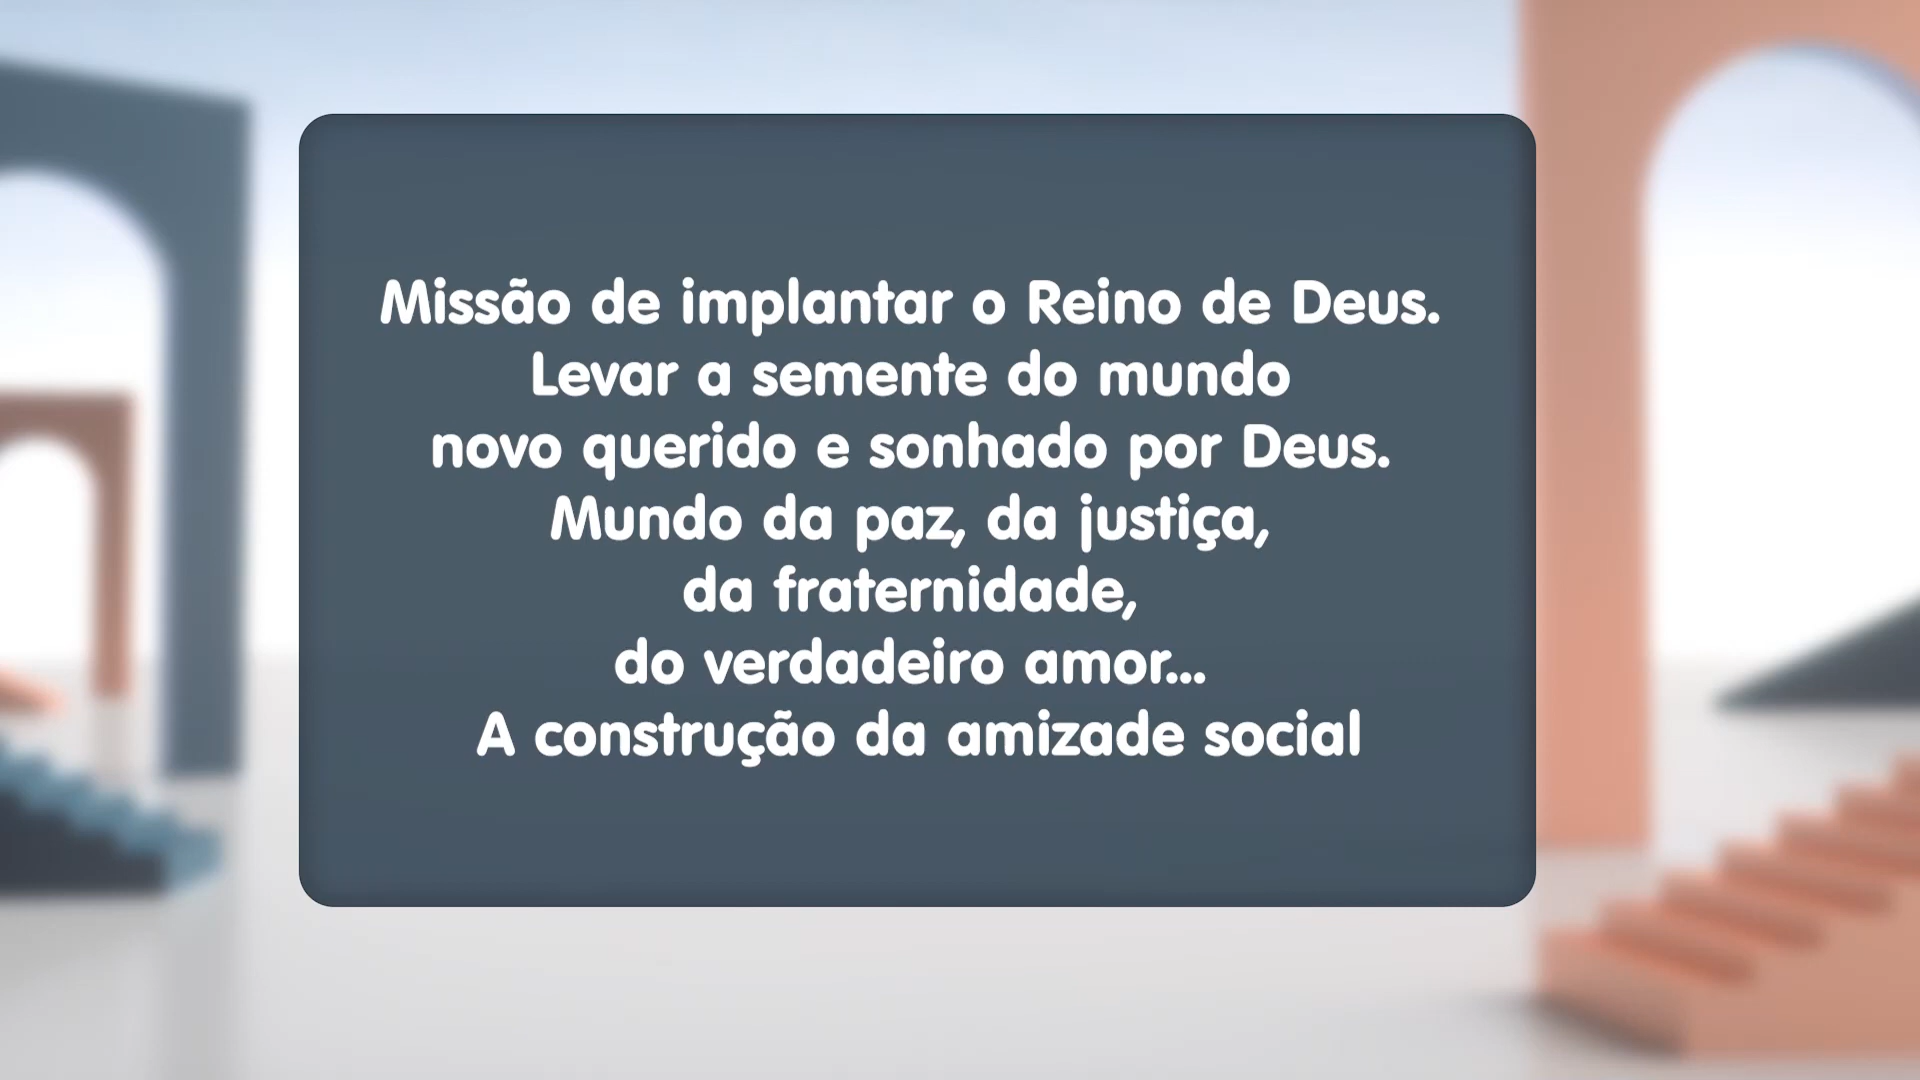 Missão de implantar o Reino de Deus.
Levar a semente do mundo
novo querido e sonhado por Deus.
Mundo da paz, da justiça,
da fraternidade,
do verdadeiro amor...
A construção da amizade social